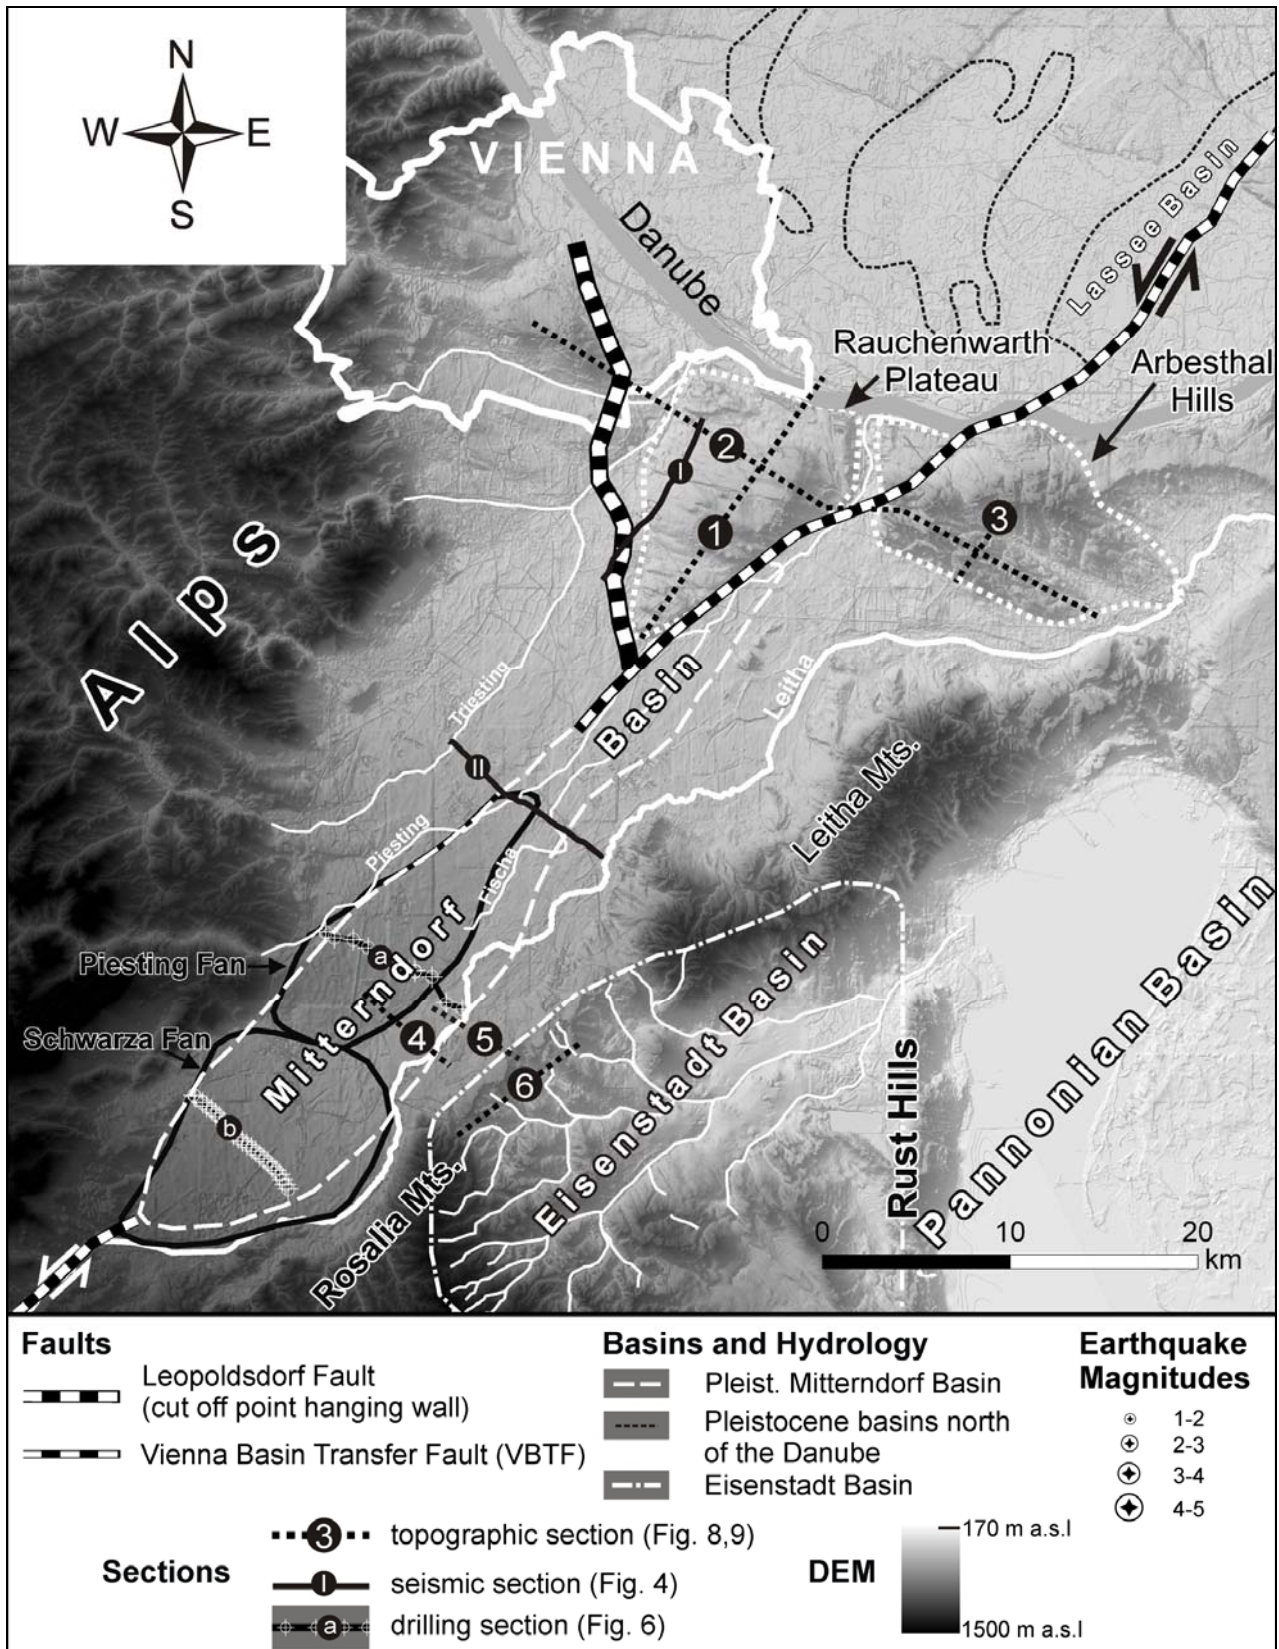 N
W E
S
VIENNA
Danube
Lassee Basin
Rauchenwarth
Plateau
Arbesthal
Hills
2
I
1
3
Alps
Triesting
Basin
Leitha
II
Leitha Mts.
Piesting
Fischa
Mitterndorf
Piesting Fan
a
Schwarza Fan
4
5
6
b
Eisenstadt Basin
Rosalia Mts.
Rust Hills
Pannonian Basin
0 10 20
km
Faults
Leopoldsdorf Fault
(cut off point hanging wall)
Vienna Basin Transfer Fault (VBTF)
Basins and Hydrology
Pleist. Mitterndorf Basin
Pleistocene basins north
of the Danube
Eisenstadt Basin
Earthquake
Magnitudes
1-2
2-3
3-4
4-5
Sections
3 topographic section (Fig. 8,9)
I seismic section (Fig. 4)
a drilling section (Fig. 6)
DEM
170 m a.s.l
1500 m a.s.l